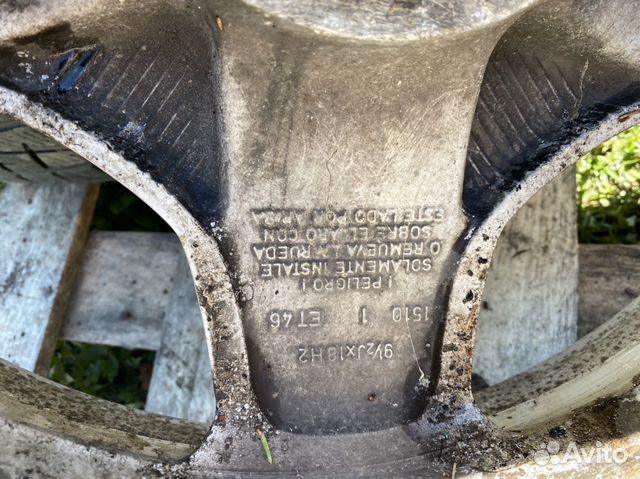 9½Jx18H2
1510 1 ET46
¡ PELIGRO !
SOLAMENTE INSTALE
O REMUEVA LA RUEDA
SOBRE EL ARO CON
ESTE LADO POR ARRIBA
Avito